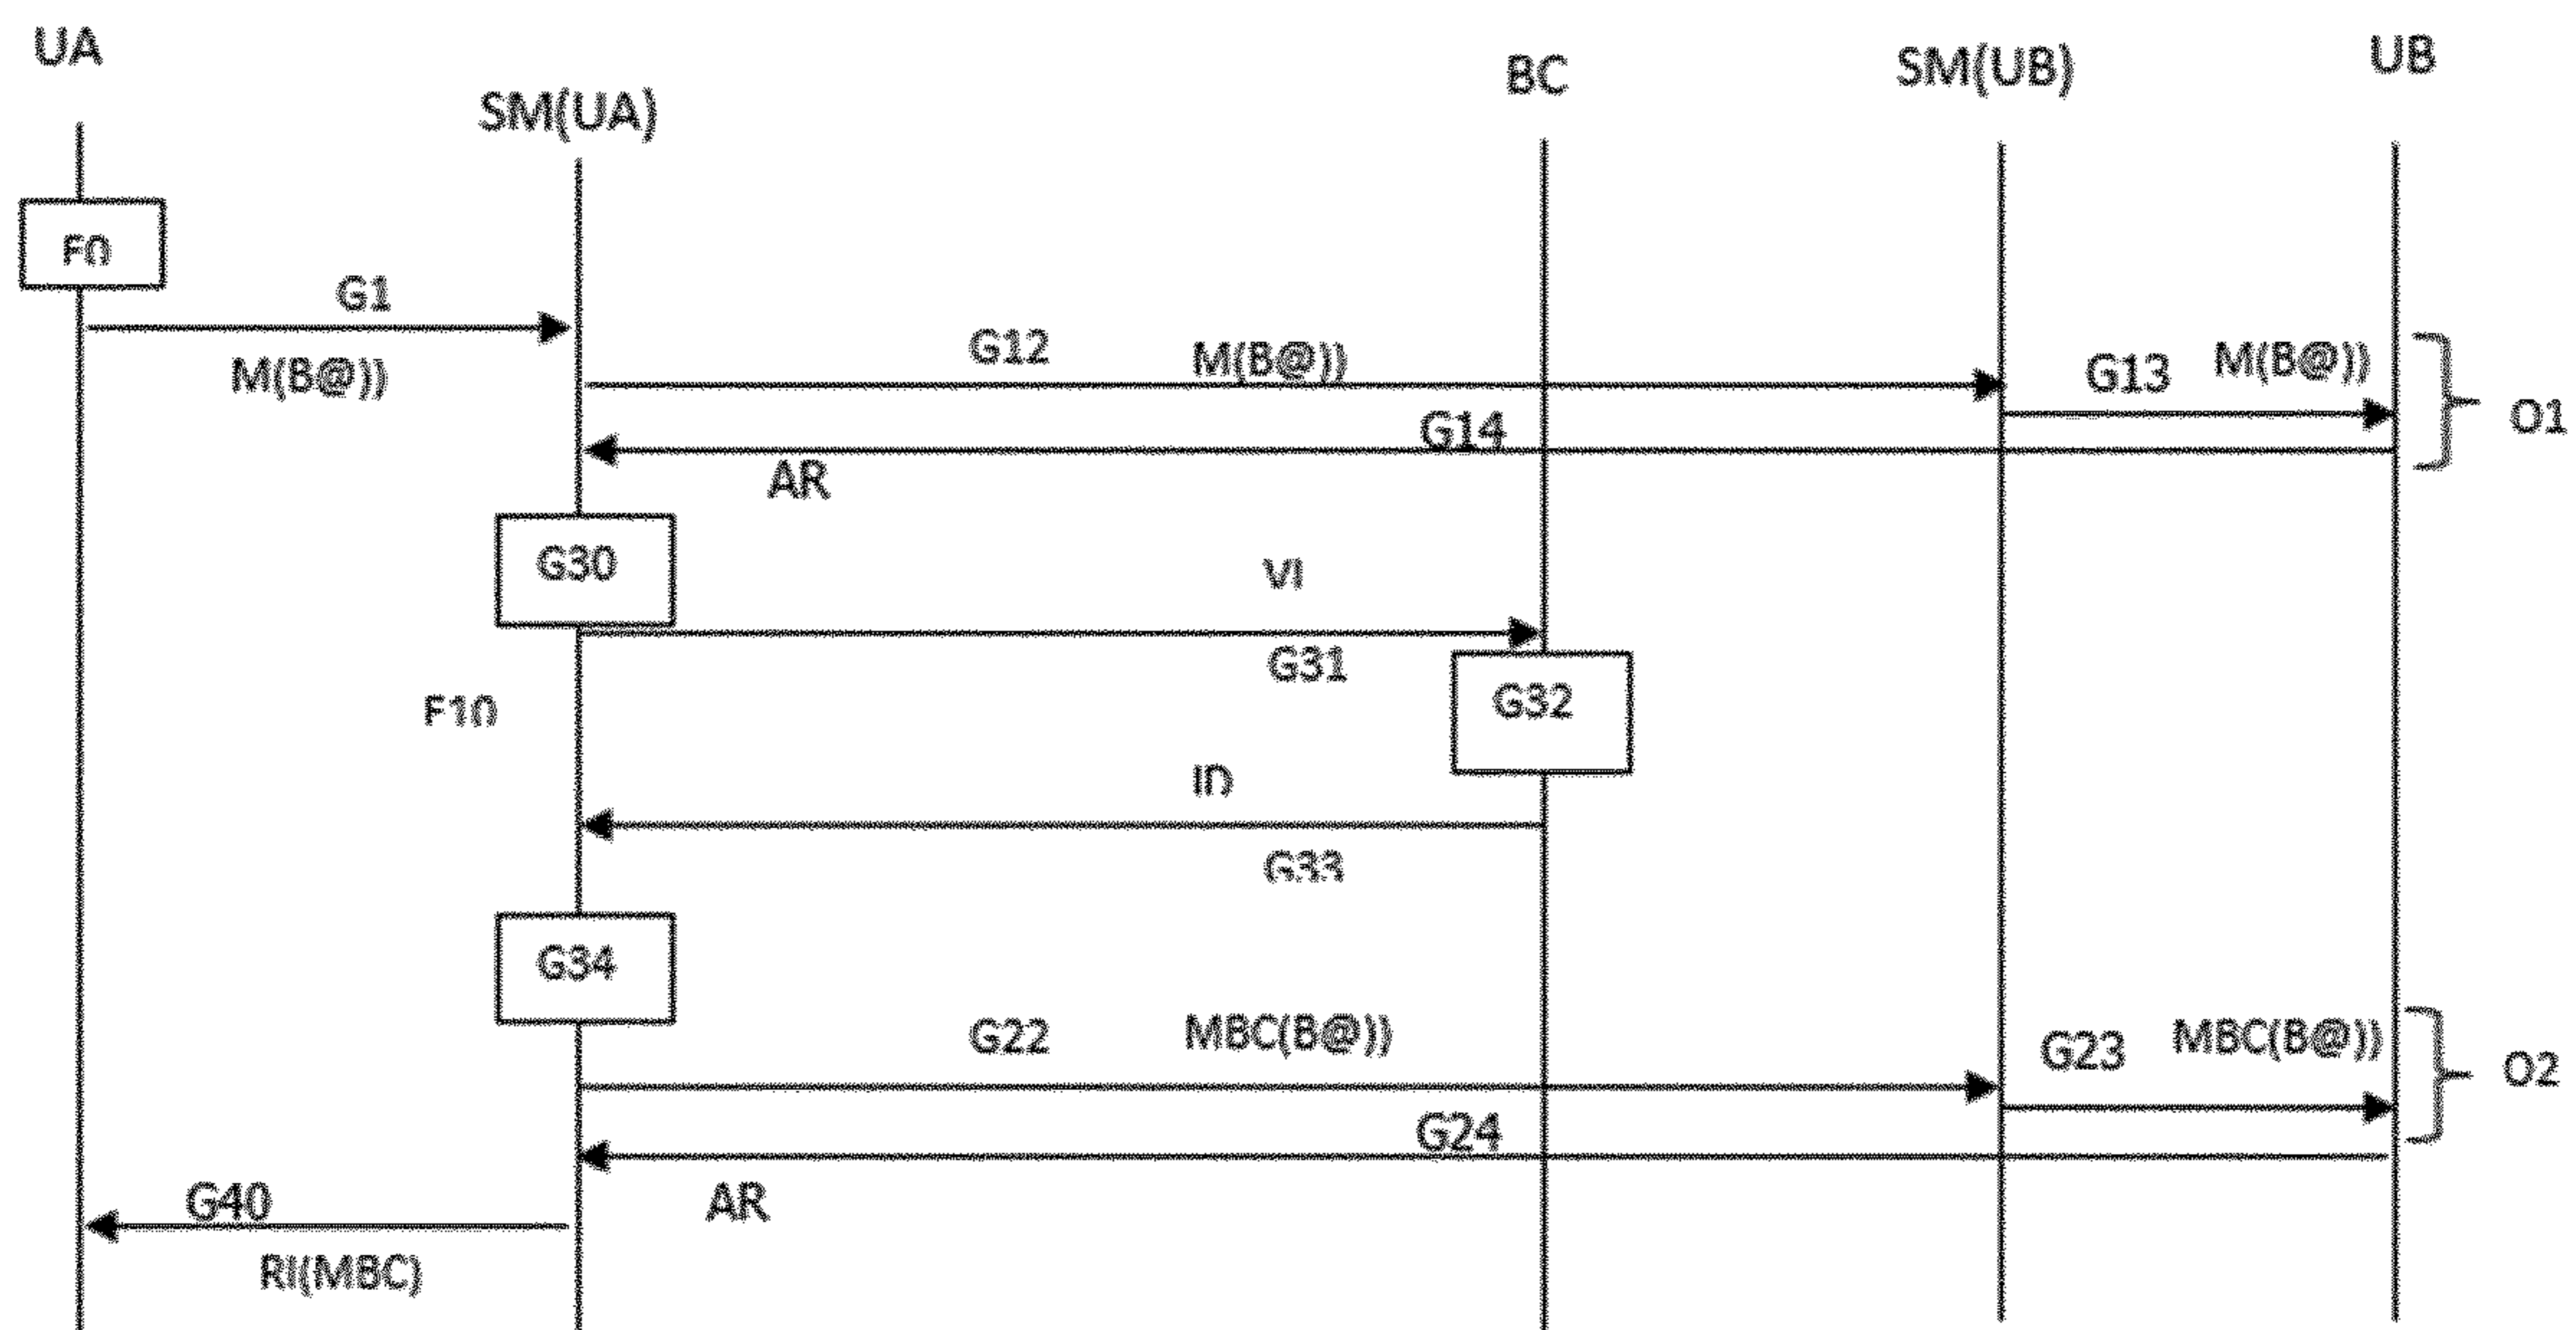 UA
SM(UA)
BC
SM(UB)
UB
F0
G1
M(B@))
G12
M(B@))
G13
M(B@))
O1
G14
AR
G30
VI
G31
G32
F10
ID
G33
G34
G22
MBC(B@))
G23
MBC(B@))
O2
G24
AR
G40
RI(MBC)